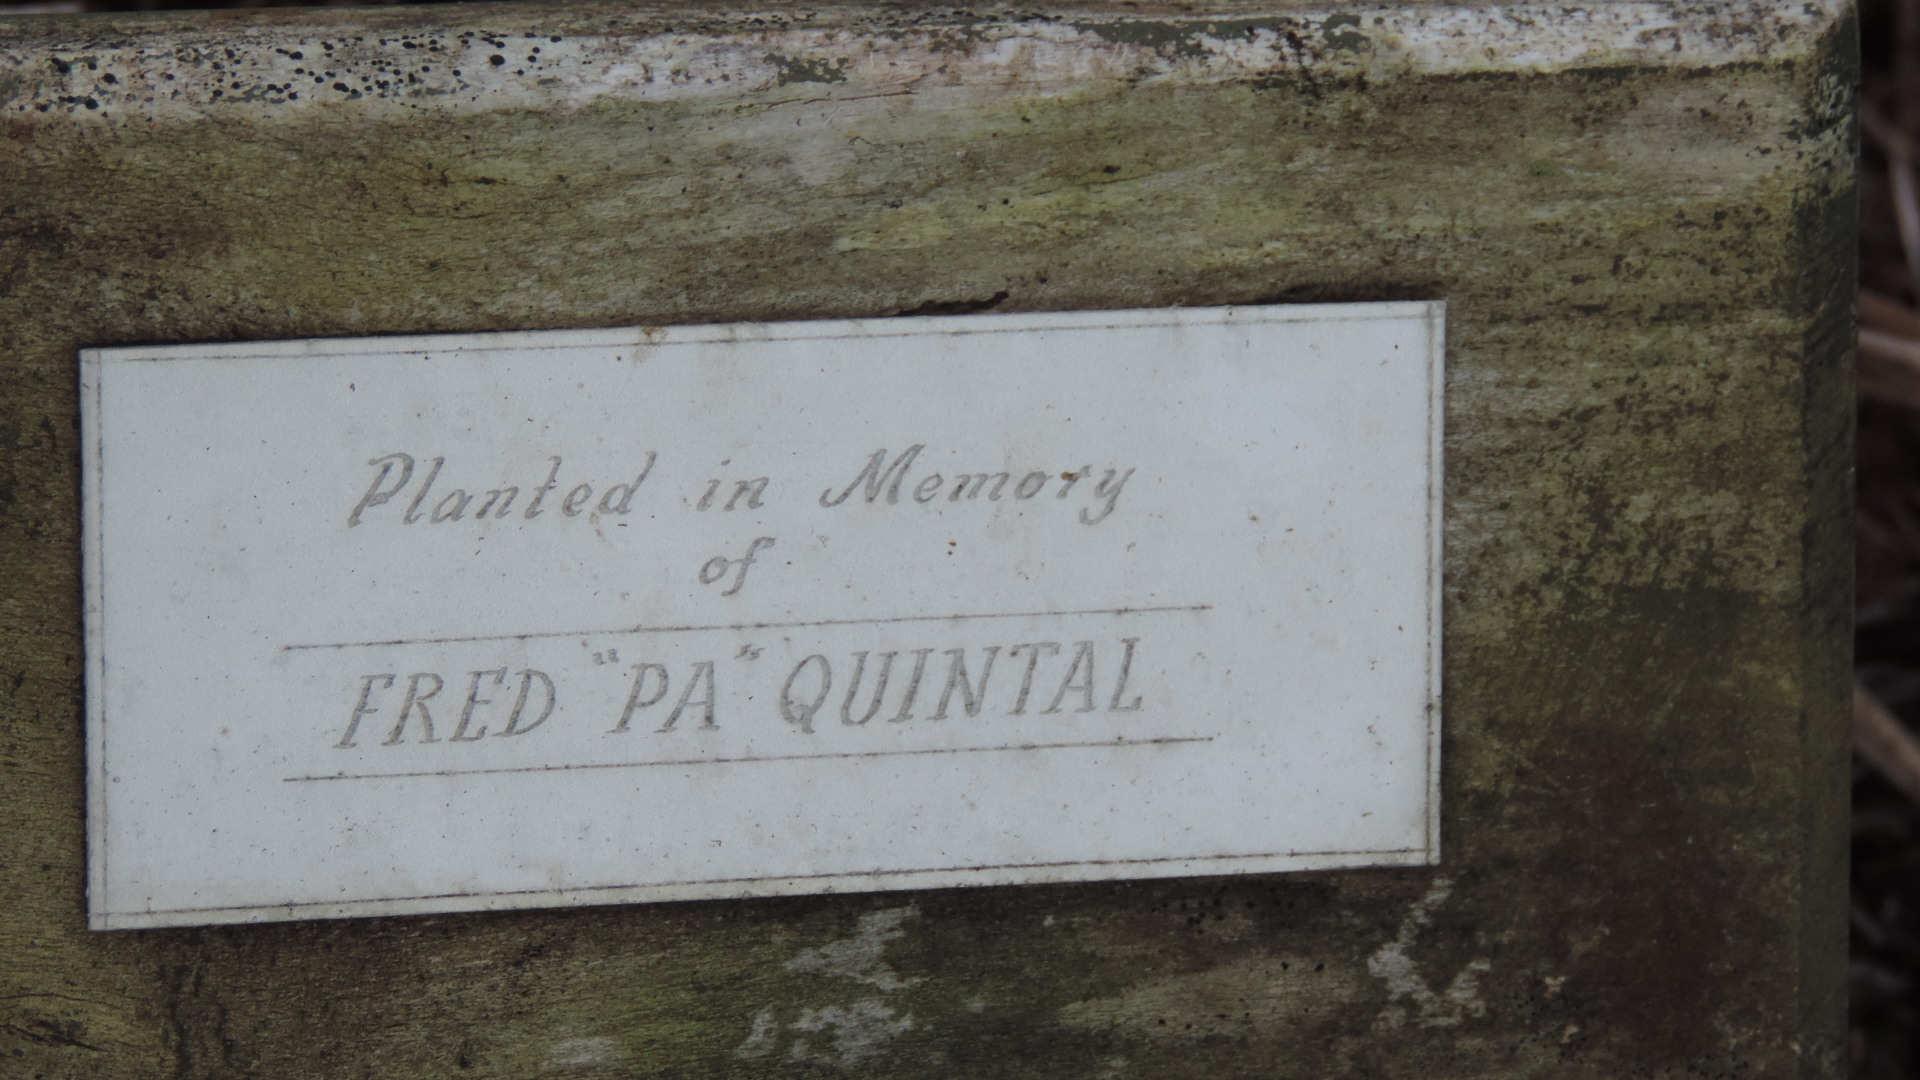 Planted in Memory
of
FRED "PA" QUINTAL